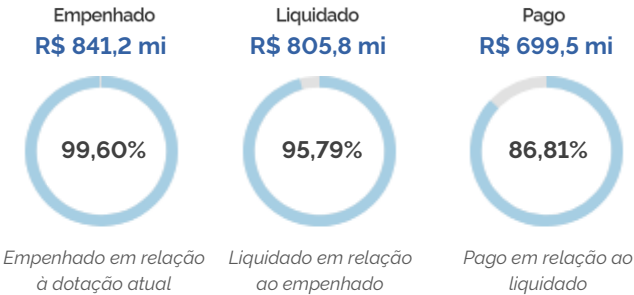 Empenhado
R$ 841,2 mi
99,60%
Empenhado em relação
à dotação atual
Liquidado
R$ 805,8 mi
95,79%
Liquidado em relação
ao empenhado
Pago
R$ 699,5 mi
86,81%
Pago em relação ao
liquidado